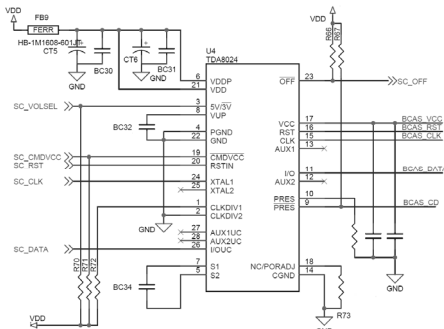 VDD
FB9
FERR
HB-1M1608-601JT
CT5
BC30
CT6
BC31
GND
GND
U4
TDA8024
VDD
R66
R67
6 VDDP
21 VDD
OFF 23
SC_OFF
SC_VOLSEL
3 5V/3V
8 VUP
BC32
4 PGND
22 GND
GND
VCC 17 BCAS_VCC
RST 16 BCAS_RST
CLK 15 BCAS_CLK
AUX1 13
SC_CMDVCC
19 CMDVCC
SC_RST
20 RSTIN
I/O 11 BCAS_DATA
AUX2 12
SC_CLK
24 XTAL1
25 XTAL2
PRES 10
PRES 9 BCAS_CD
1 CLKDIV1
2 CLKDIV2
GND
27 AUX1UC
28 AUX2UC
SC_DATA
26 I/OUC
R70
R71
R72
7 S1
5 S2
BC34
NC/PORADJ 18
CGND 14
GND
R73
VDD
GND